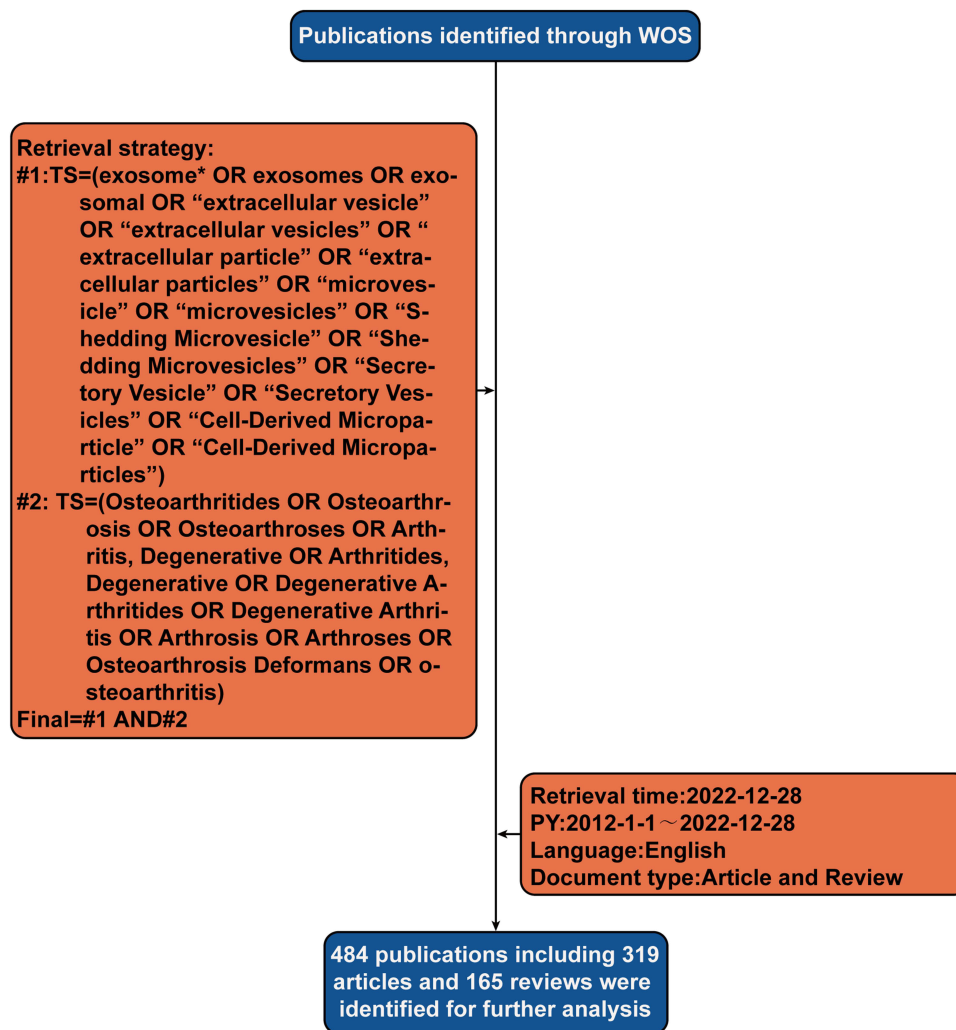 Publications identified through WOS
Retrieval strategy:
#1:TS=(exosome* OR exosomes OR exo-
somal OR “extracellular vesicle”
OR “extracellular vesicles” OR “
extracellular particle” OR “extra-
cellular particles” OR “microves-
icle” OR “microvesicles” OR “S-
hedding Microvesicle” OR “She-
dding Microvesicles” OR “Secre-
tory Vesicle” OR “Secretory Ves-
icles” OR “Cell-Derived Micropa-
rticle” OR “Cell-Derived Micropa-
rticles”)
#2: TS=(Osteoarthritides OR Osteoarthr-
osis OR Osteoarthroses OR Arth-
ritis, Degenerative OR Arthritides,
Degenerative OR Degenerative A-
rthritides OR Degenerative Arthri-
tis OR Arthrosis OR Arthroses OR
Osteoarthrosis Deformans OR o-
steoarthritis)
Final=#1 AND#2
Retrieval time:2022-12-28
PY:2012-1-1～2022-12-28
Language:English
Document type:Article and Review
484 publications including 319
articles and 165 reviews were
identified for further analysis